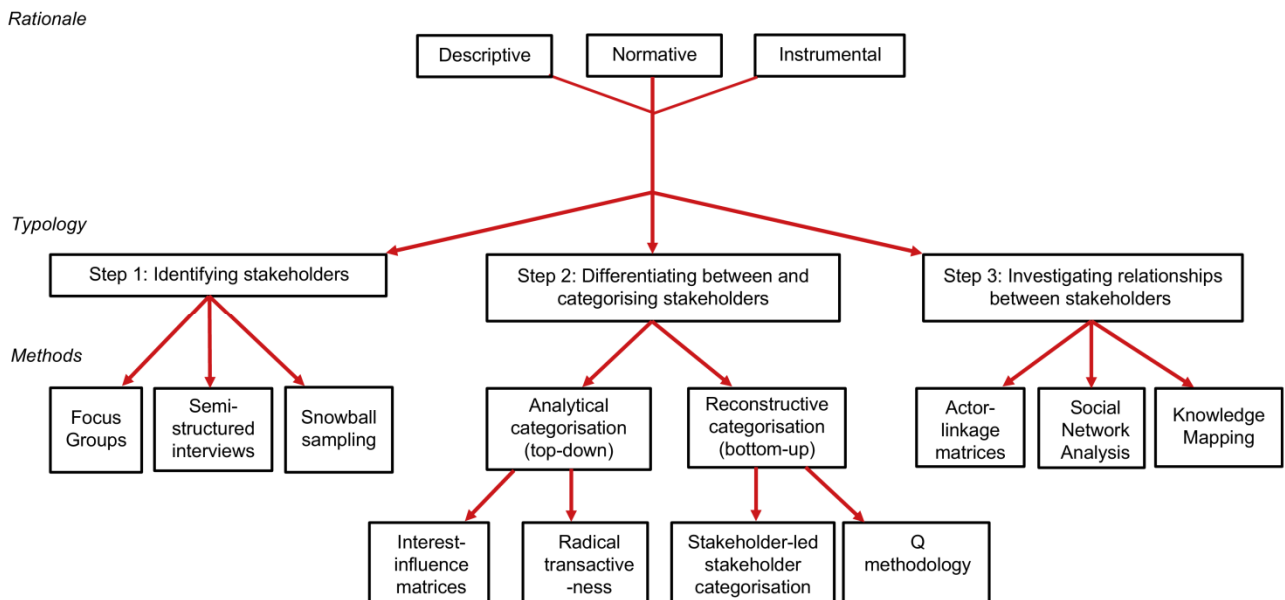 Rationale
Descriptive
Normative
Instrumental
Typology
Step 1: Identifying stakeholders
Step 2: Differentiating between and
categorising stakeholders
Step 3: Investigating relationships
between stakeholders
Methods
Focus
Groups
Semi-
structured
interviews
Snowball
sampling
Analytical
categorisation
(top-down)
Reconstructive
categorisation
(bottom-up)
Actor-
linkage
matrices
Social
Network
Analysis
Knowledge
Mapping
Interest-
influence
matrices
Radical
transactive
-ness
Stakeholder-led
stakeholder
categorisation
Q
methodology